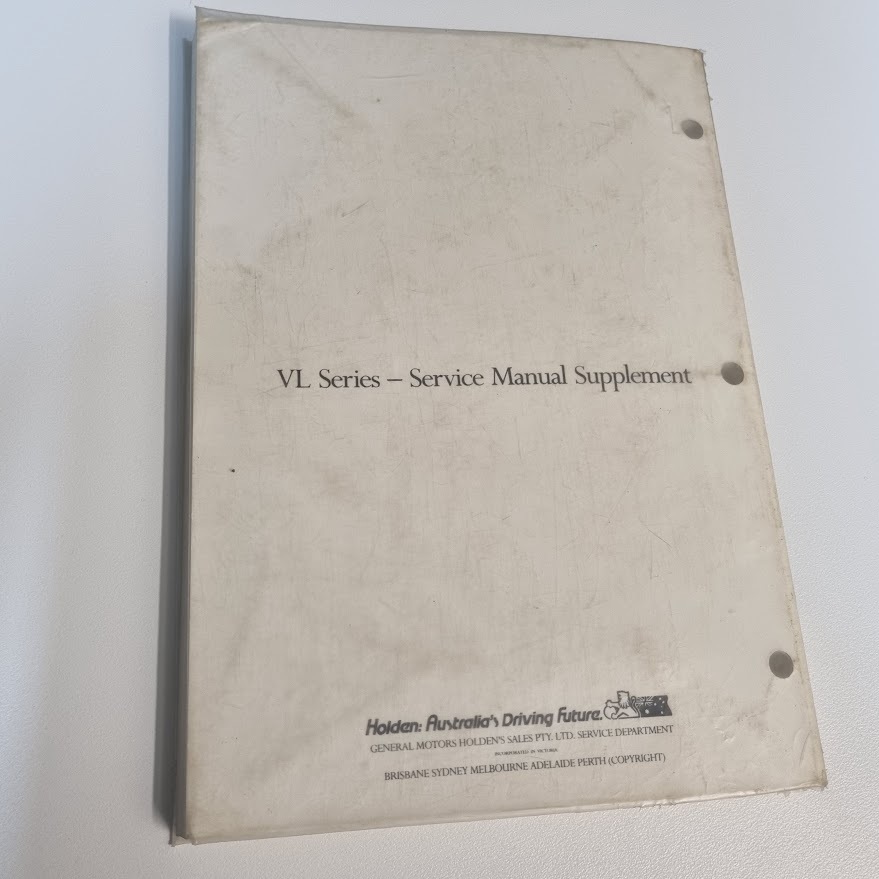 VL Series – Service Manual Supplement
Holden: Australia's Driving Future.
GENERAL MOTORS HOLDEN'S SALES PTY. LTD. SERVICE DEPARTMENT
INCORPORATED IN VICTORIA
BRISBANE SYDNEY MELBOURNE ADELAIDE PERTH (COPYRIGHT)